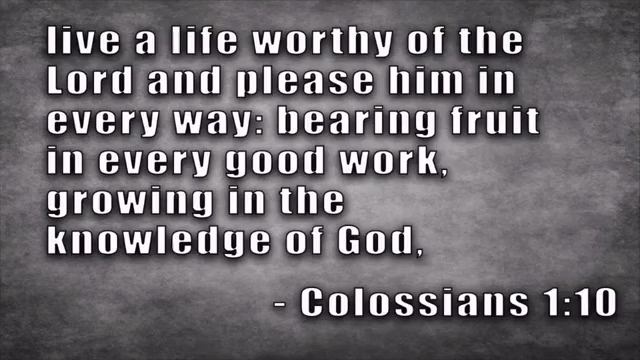 live a life worthy of the
Lord and please him in
every way: bearing fruit
in every good work,
growing in the
knowledge of God,
- Colossians 1:10